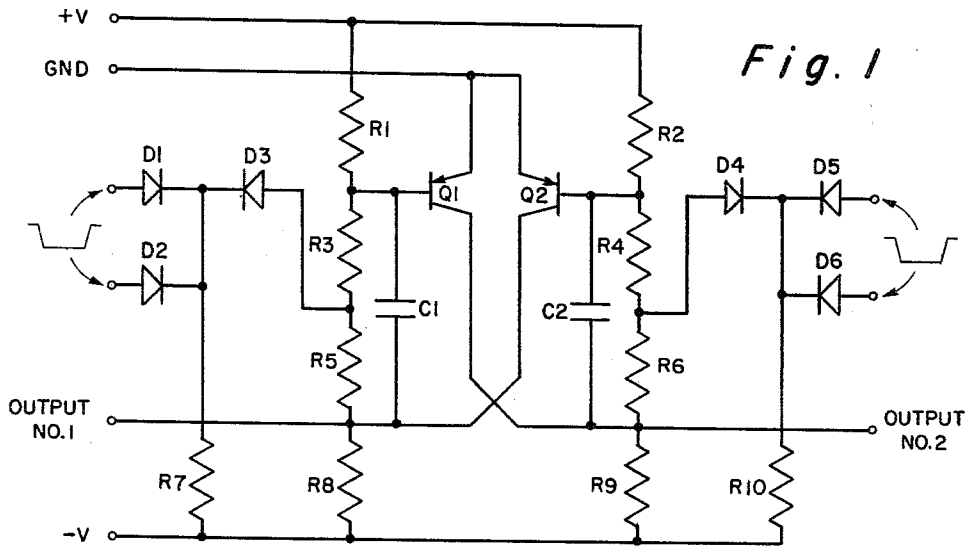 +V
GND
Fig. 1
R1
R2
D1
D3
Q1
Q2
D4
D5
R3
R4
D2
D6
C1
C2
R5
R6
OUTPUT
NO.1
OUTPUT
NO.2
R7
R8
R9
R10
-V